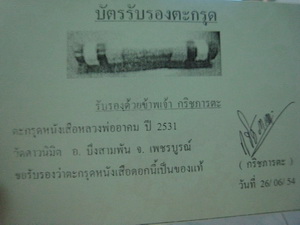 บัตรรับรองตะกรุด
รับรองด้วยข้าพเจ้า กริชการตะ
ตะกรุดหนังเสือหลวงพ่ออาคม ปี 2531
วัดดาวนิมิต อ. บึงสามพัน จ. เพชรบูรณ์
ขอรับรองว่าตะกรุดหนังเสือดอกนี้เป็นของแท้
( กริชการตะ )
วันที่ 26/06/54